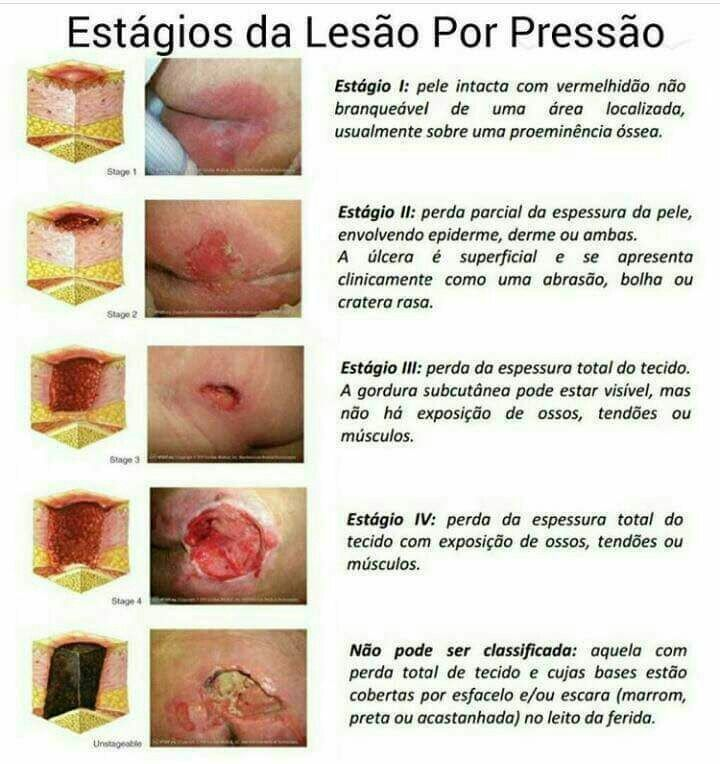 Estágios da Lesão Por Pressão
Estágio I: pele intacta com vermelhidão não
branqueável de uma área localizada,
usualmente sobre uma proeminência óssea.
Stage 1
Estágio II: perda parcial da espessura da pele,
envolvendo epiderme, derme ou ambas.
A úlcera é superficial e se apresenta
clinicamente como uma abrasão, bolha ou
cratera rasa.
Stage 2
Estágio III: perda da espessura total do tecido.
A gordura subcutânea pode estar visível, mas
não há exposição de ossos, tendões ou
músculos.
Stage 3
Estágio IV: perda da espessura total do
tecido com exposição de ossos, tendões ou
músculos.
Stage 4
Não pode ser classificada: aquela com
perda total de tecido e cujas bases estão
cobertas por esfacelo e/ou escara (marrom,
preta ou acastanhada) no leito da ferida.
Unstageable